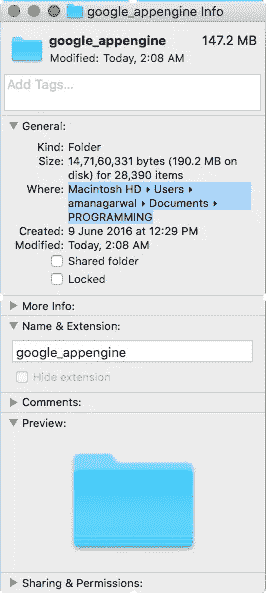 google_appengine Info
google_appengine 147.2 MB
Modified: Today, 2:08 AM
Add Tags...
General:
Kind: Folder
Size: 14,71,60,331 bytes (190.2 MB on
disk) for 28,390 items
Where: Macintosh HD ▸ Users ▸
amanagarwal ▸ Documents ▸
PROGRAMMING
Created: 9 June 2016 at 12:29 PM
Modified: Today, 2:08 AM
Shared folder
Locked
More Info:
Name & Extension:
google_appengine
Hide extension
Comments:
Preview:
Sharing & Permissions: